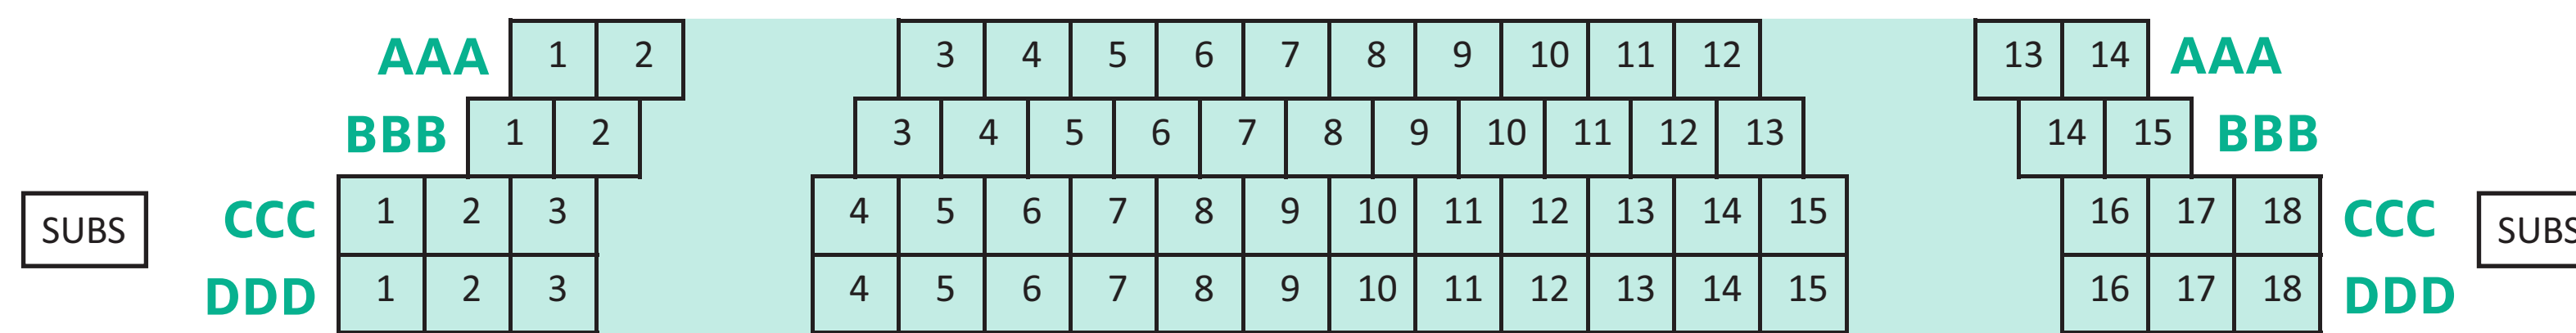 AAA 1 2 3 4 5 6 7 8 9 10 11 12 13 14 AAA
BBB 1 2 3 4 5 6 7 8 9 10 11 12 13 14 15 BBB
SUBS CCC 1 2 3 4 5 6 7 8 9 10 11 12 13 14 15 16 17 18 CCC SUBS
DDD 1 2 3 4 5 6 7 8 9 10 11 12 13 14 15 16 17 18 DDD